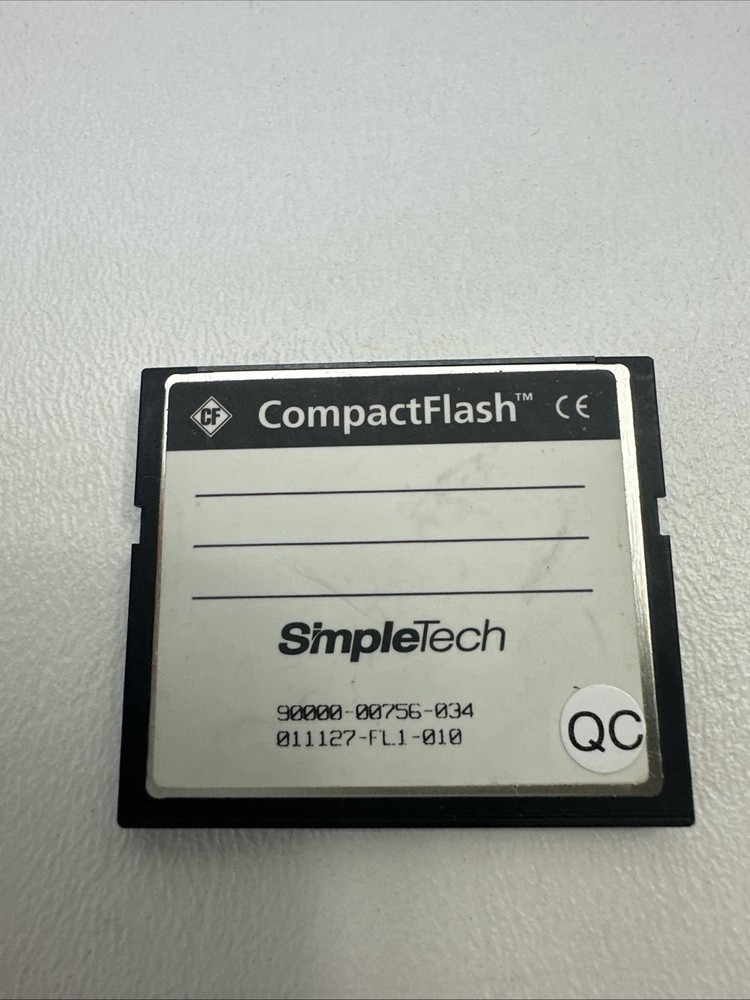 CF CompactFlash™ CE
SimpleTech
90000-00756-034
011127-FL1-010
QC